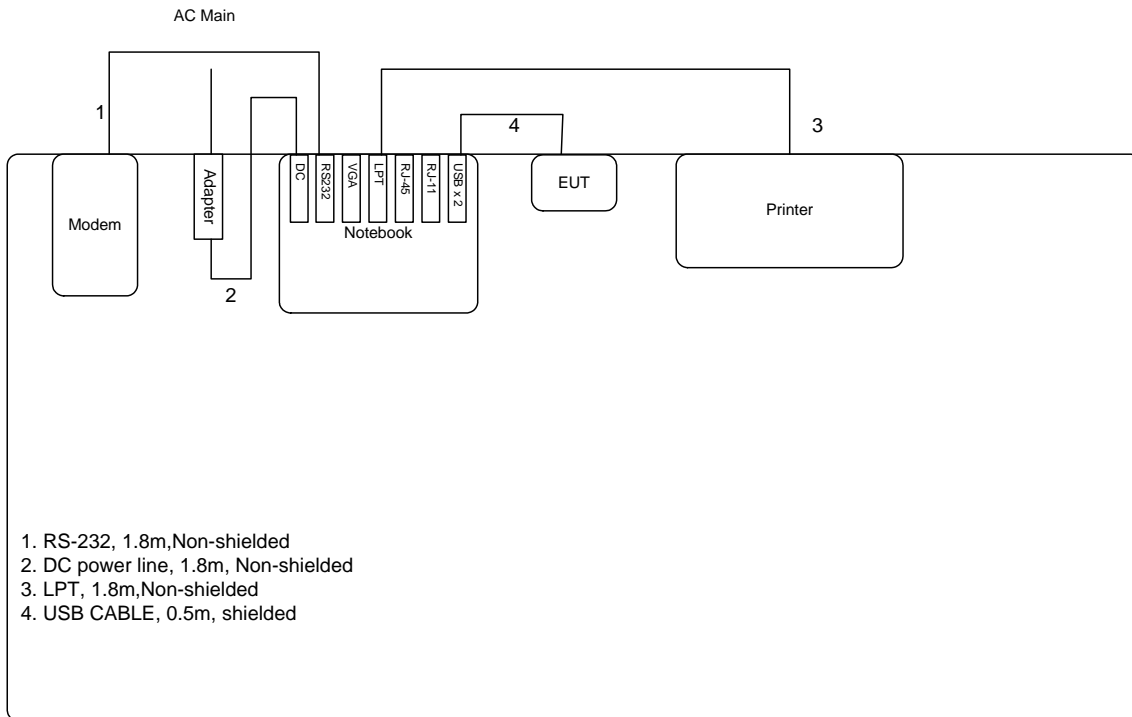 AC Main
1
4
3
DC
RS232
VGA
LPT
RJ-45
RJ-11
USB x 2
Adapter
EUT
Modem
Printer
Notebook
2
1. RS-232, 1.8m,Non-shielded
2. DC power line, 1.8m, Non-shielded
3. LPT, 1.8m,Non-shielded
4. USB CABLE, 0.5m, shielded